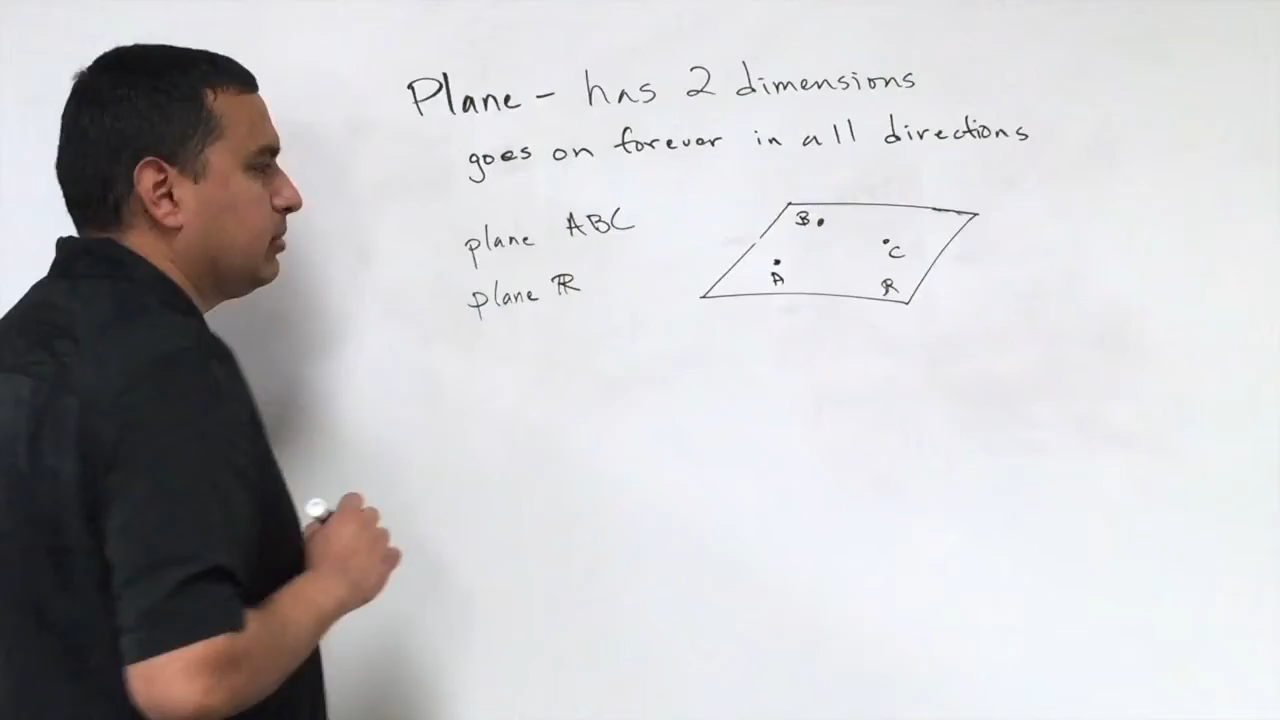 Plane - has 2 dimensions
goes on forever in all directions
plane ABC
plane R
B
C
A
R